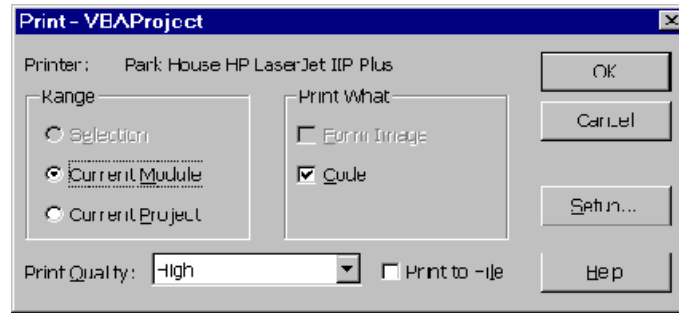 Print - VBAProject
Printer: Park House HP LaserJet IIP Plus
OK
Range
Print What
Cancel
Selection
Form Image
Current Module
Code
Current Project
Setup...
Print Quality: High
Print to File
Help